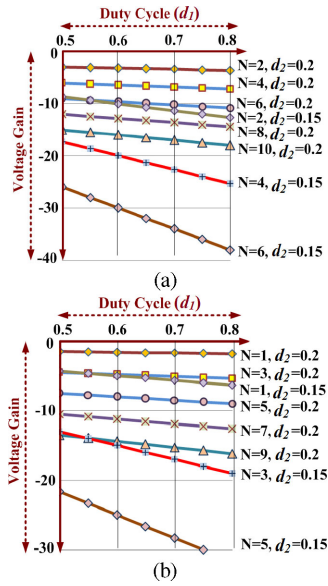 Duty Cycle (d1)
0.5 0.6 0.7 0.8
0
-10
-20
-30
-40
Voltage Gain
N=2, d2=0.2
N=4, d2=0.2
N=6, d2=0.2
N=2, d2=0.15
N=8, d2=0.2
N=10, d2=0.2
N=4, d2=0.15
N=6, d2=0.15
(a)
Duty Cycle (d1)
0.5 0.6 0.7 0.8
0
-10
-20
-30
Voltage Gain
N=1, d2=0.2
N=3, d2=0.2
N=1, d2=0.15
N=5, d2=0.2
N=7, d2=0.2
N=9, d2=0.2
N=3, d2=0.15
N=5, d2=0.15
(b)